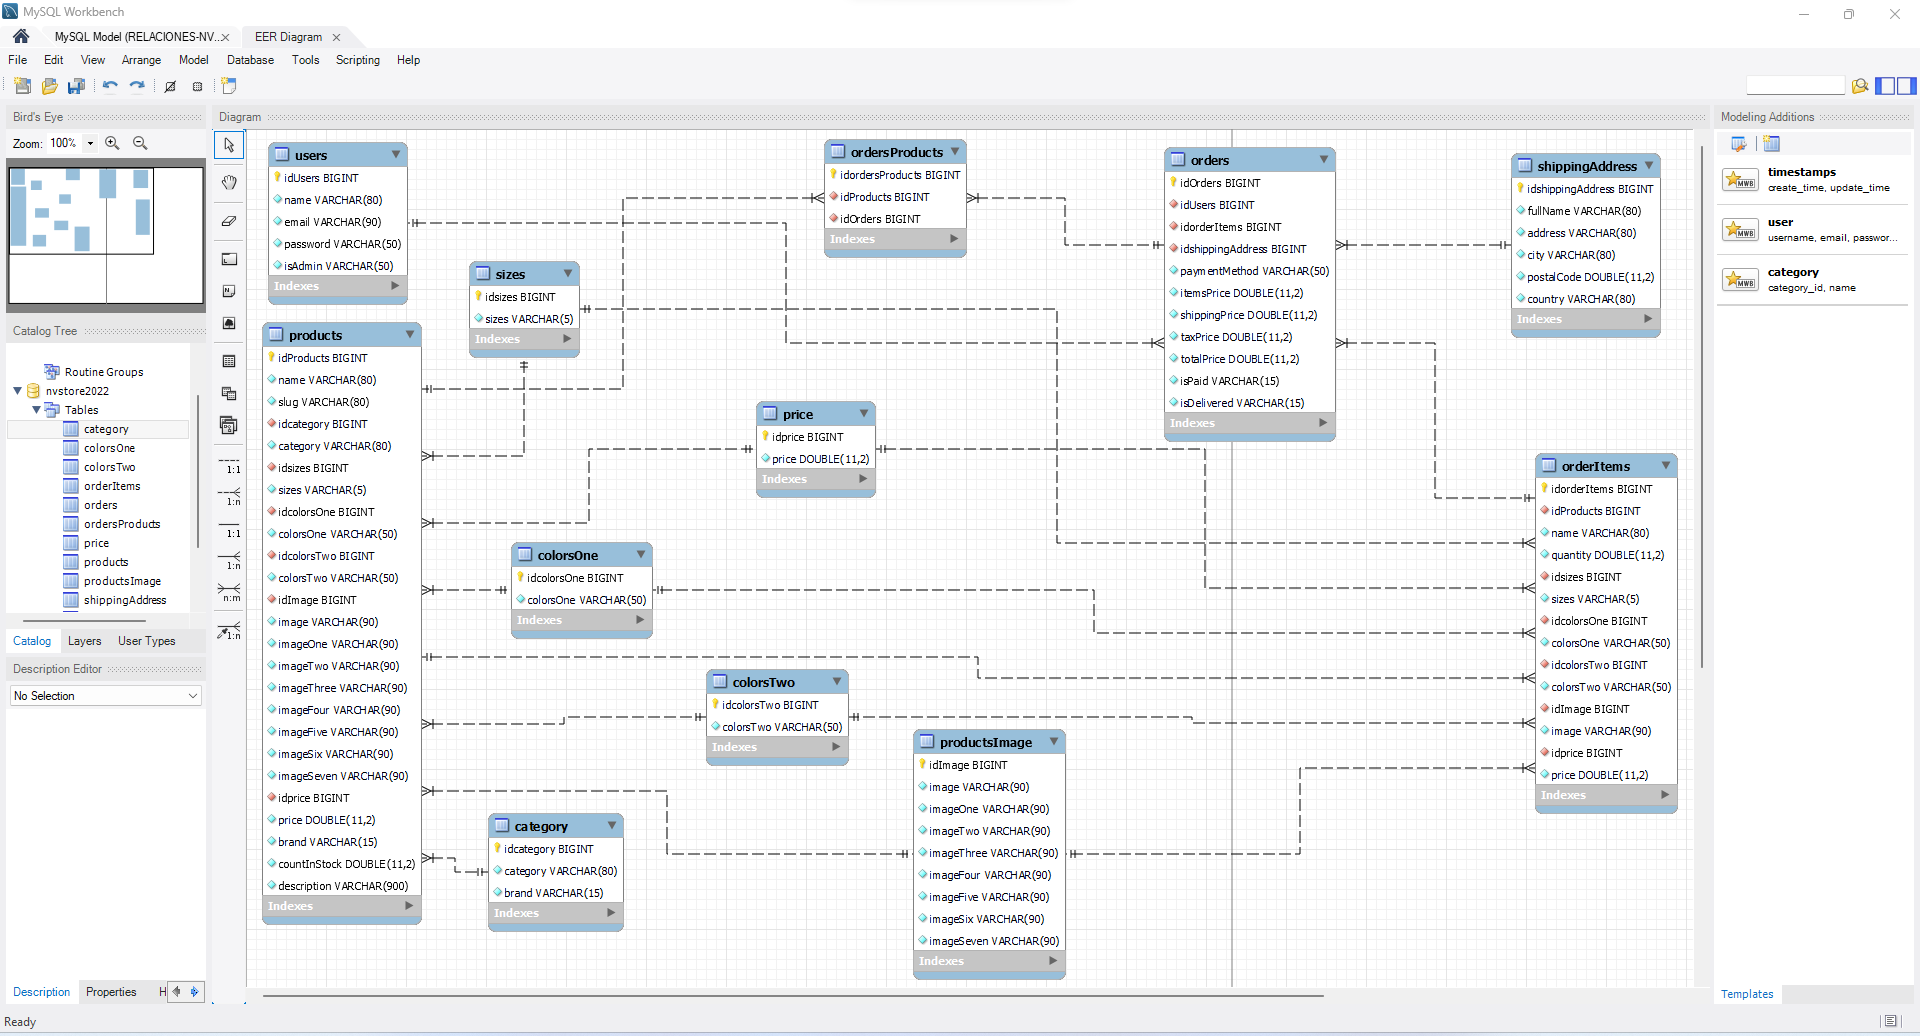 MySQL Workbench
MySQL Model (RELACIONES-NV...
EER Diagram
File
Edit
View
Arrange
Model
Database
Tools
Scripting
Help
Bird's Eye
Zoom:
100%
Catalog Tree
Routine Groups
nvstore2022
Tables
category
colorsOne
colorsTwo
orderItems
orders
ordersProducts
price
products
productsImage
shippingAddress
Catalog
Layers
User Types
Description Editor
No Selection
Description
Properties
H
Ready
Diagram
1:1
1:n
1:1
1:n
n:m
1:n
users
idUsers BIGINT
name VARCHAR(80)
email VARCHAR(90)
password VARCHAR(50)
isAdmin VARCHAR(50)
Indexes
products
idProducts BIGINT
name VARCHAR(80)
slug VARCHAR(80)
idcategory BIGINT
category VARCHAR(80)
idsizes BIGINT
sizes VARCHAR(5)
idcolorsOne BIGINT
colorsOne VARCHAR(50)
idcolorsTwo BIGINT
colorsTwo VARCHAR(50)
idImage BIGINT
image VARCHAR(90)
imageOne VARCHAR(90)
imageTwo VARCHAR(90)
imageThree VARCHAR(90)
imageFour VARCHAR(90)
imageFive VARCHAR(90)
imageSix VARCHAR(90)
imageSeven VARCHAR(90)
idprice BIGINT
price DOUBLE(11,2)
brand VARCHAR(15)
countInStock DOUBLE(11,2)
description VARCHAR(900)
Indexes
sizes
idsizes BIGINT
sizes VARCHAR(5)
Indexes
colorsOne
idcolorsOne BIGINT
colorsOne VARCHAR(50)
Indexes
category
idcategory BIGINT
category VARCHAR(80)
brand VARCHAR(15)
Indexes
ordersProducts
idordersProducts BIGINT
idProducts BIGINT
idOrders BIGINT
Indexes
price
idprice BIGINT
price DOUBLE(11,2)
Indexes
colorsTwo
idcolorsTwo BIGINT
colorsTwo VARCHAR(50)
Indexes
productsImage
idImage BIGINT
image VARCHAR(90)
imageOne VARCHAR(90)
imageTwo VARCHAR(90)
imageThree VARCHAR(90)
imageFour VARCHAR(90)
imageFive VARCHAR(90)
imageSix VARCHAR(90)
imageSeven VARCHAR(90)
Indexes
orders
idOrders BIGINT
idUsers BIGINT
idorderItems BIGINT
idshippingAddress BIGINT
paymentMethod VARCHAR(50)
itemsPrice DOUBLE(11,2)
shippingPrice DOUBLE(11,2)
taxPrice DOUBLE(11,2)
totalPrice DOUBLE(11,2)
isPaid VARCHAR(15)
isDelivered VARCHAR(15)
Indexes
shippingAddress
idshippingAddress BIGINT
fullName VARCHAR(80)
address VARCHAR(80)
city VARCHAR(80)
postalCode DOUBLE(11,2)
country VARCHAR(80)
Indexes
orderItems
idorderItems BIGINT
idProducts BIGINT
name VARCHAR(80)
quantity DOUBLE(11,2)
idsizes BIGINT
sizes VARCHAR(5)
idcolorsOne BIGINT
colorsOne VARCHAR(50)
idcolorsTwo BIGINT
colorsTwo VARCHAR(50)
idImage BIGINT
image VARCHAR(90)
idprice BIGINT
price DOUBLE(11,2)
Indexes
Modeling Additions
MWB
timestamps
create_time, update_time
MWB
user
username, email, passwor...
MWB
category
category_id, name
Templates